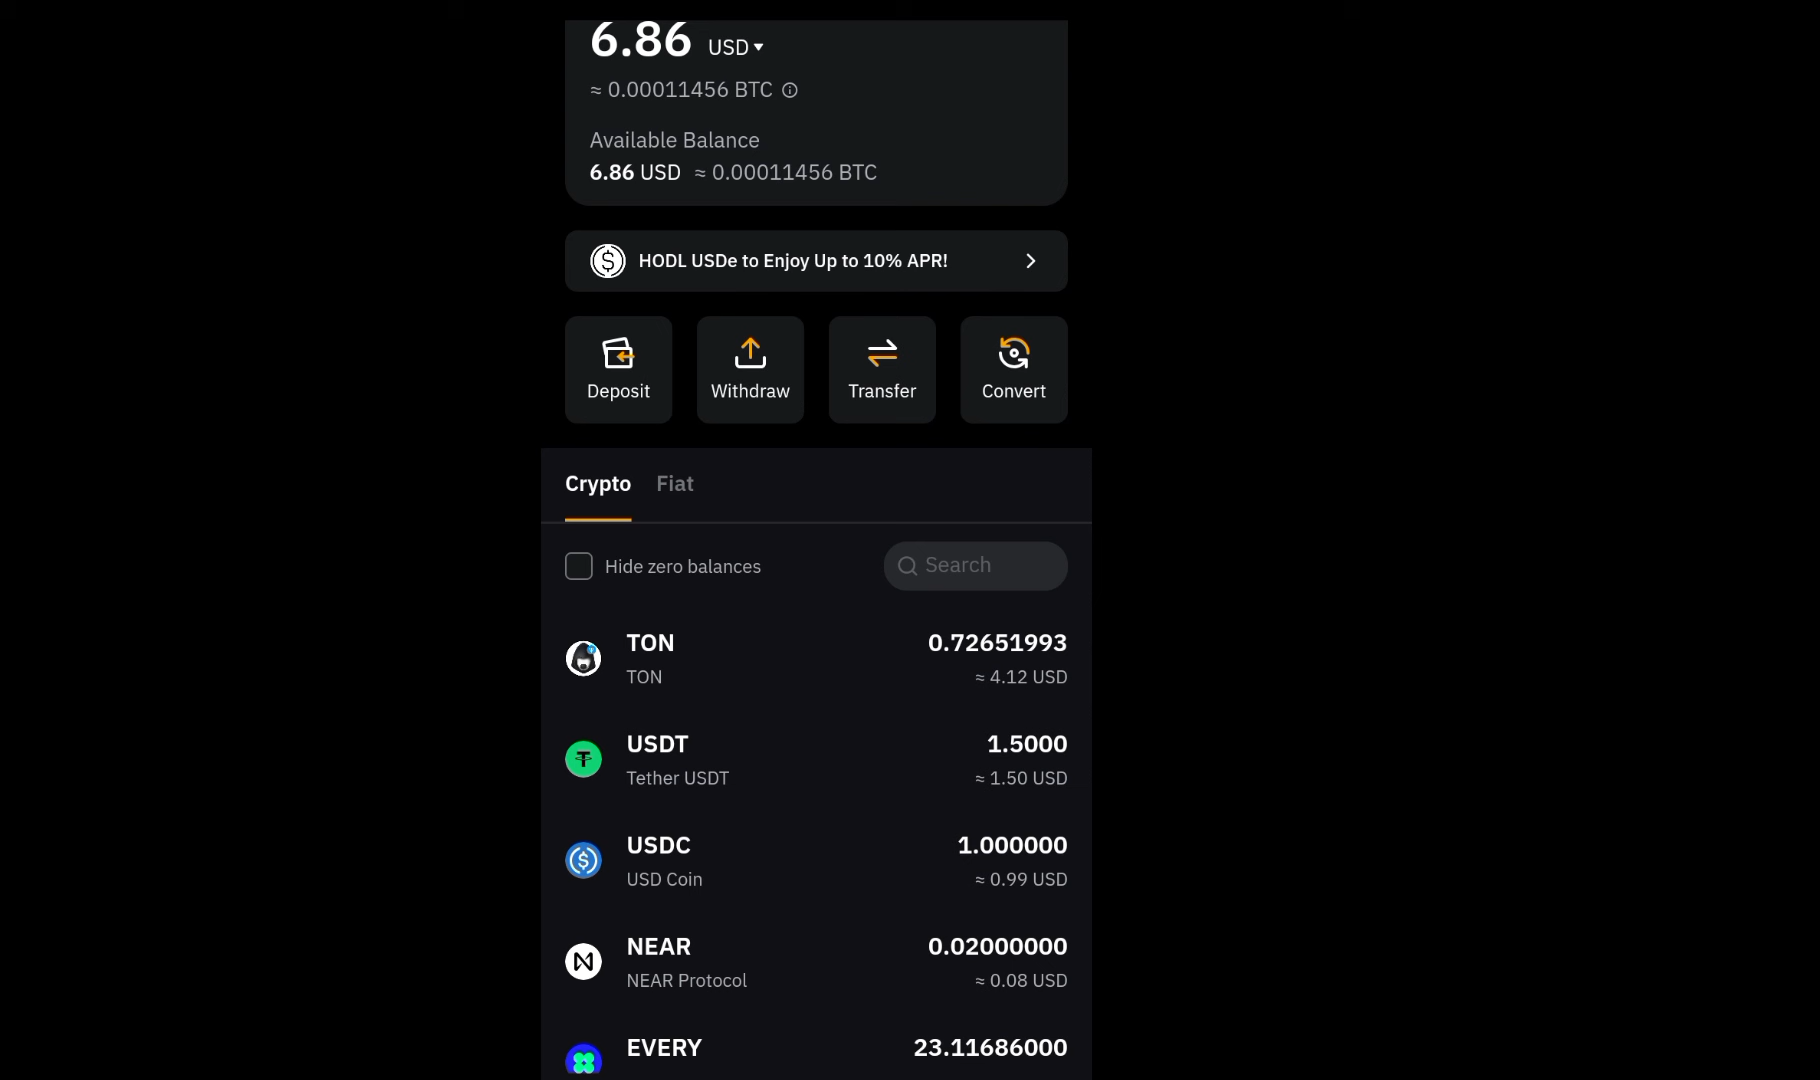 6.86 USD
≈ 0.00011456 BTC
Available Balance
6.86 USD ≈ 0.00011456 BTC
HODL USDe to Enjoy Up to 10% APR!
Deposit Withdraw Transfer Convert
Crypto Fiat
Hide zero balances Search
TON 0.72651993
TON ≈ 4.12 USD
USDT 1.5000
Tether USDT ≈ 1.50 USD
USDC 1.000000
USD Coin ≈ 0.99 USD
NEAR 0.02000000
NEAR Protocol ≈ 0.08 USD
EVERY 23.11686000